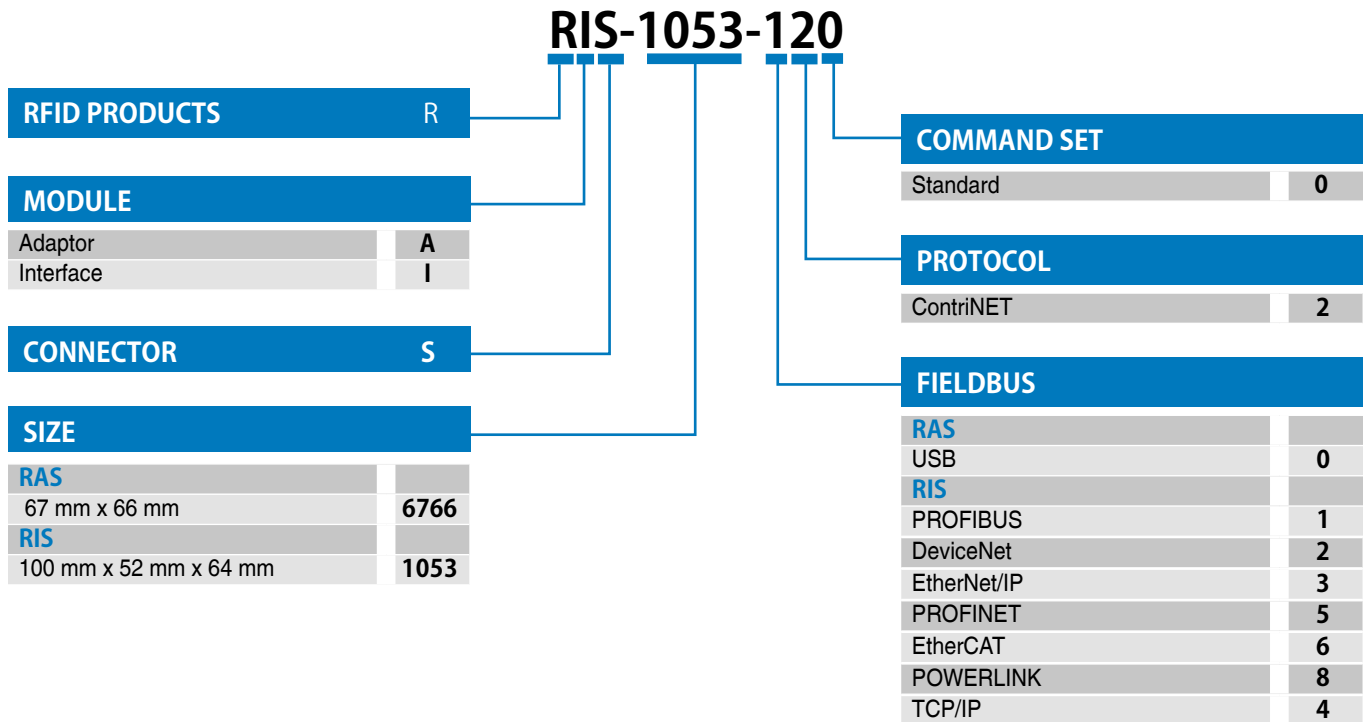 RIS-1053-120
RFID PRODUCTS R
MODULE
Adaptor A
Interface I
CONNECTOR S
SIZE
RAS
67 mm x 66 mm 6766
RIS
100 mm x 52 mm x 64 mm 1053
COMMAND SET
Standard 0
PROTOCOL
ContriNET 2
FIELDBUS
RAS
USB 0
RIS
PROFIBUS 1
DeviceNet 2
EtherNet/IP 3
PROFINET 5
EtherCAT 6
POWERLINK 8
TCP/IP 4